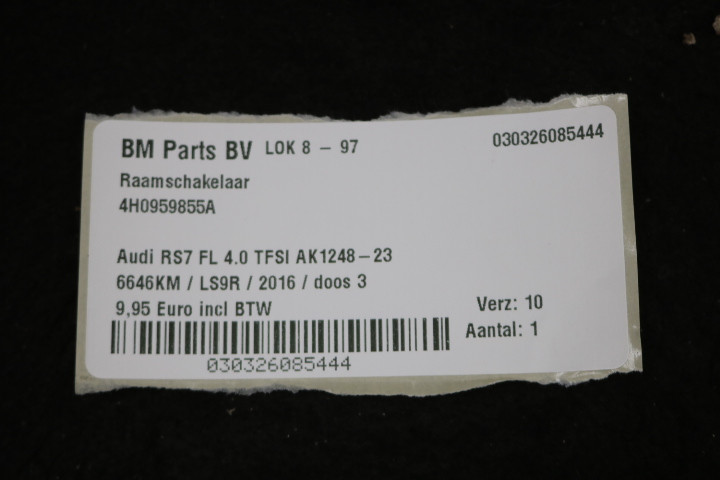 BM Parts BV LOK 8 - 97 030326085444
Raamschakelaar
4H0959855A
Audi RS7 FL 4.0 TFSI AK1248-23
6646KM / LS9R / 2016 / doos 3
9,95 Euro incl BTW Verz: 10
Aantal: 1
030326085444